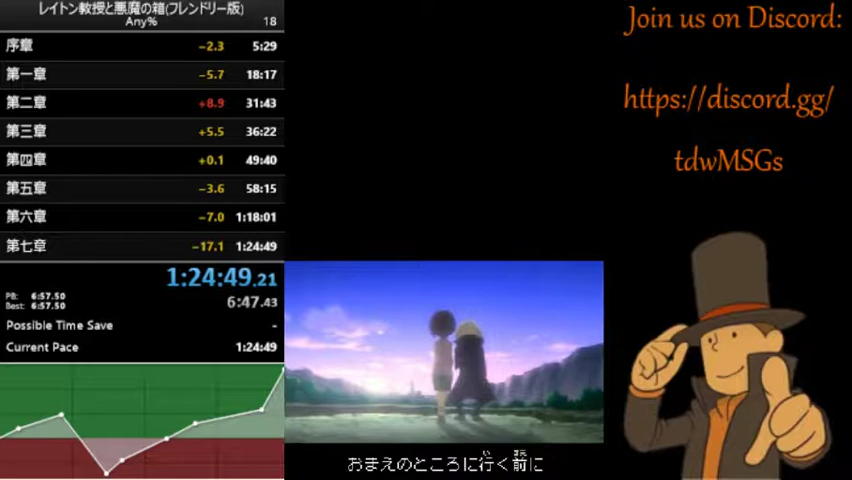 レイトン教授と悪魔の箱(フレンドリー版)
Any% 18
序章 −2.3 5:29
第一章 −5.7 18:17
第二章 +8.9 31:43
第三章 +5.5 36:22
第四章 +0.1 49:40
第五章 −3.6 58:15
第六章 −7.0 1:18:01
第七章 −17.1 1:24:49
1:24:49.21
PB: 6:57.50
Best: 6:57.50
6:47.43
Possible Time Save -
Current Pace 1:24:49
おまえのところに行く前に
Join us on Discord:
https://discord.gg/
tdwMSGs